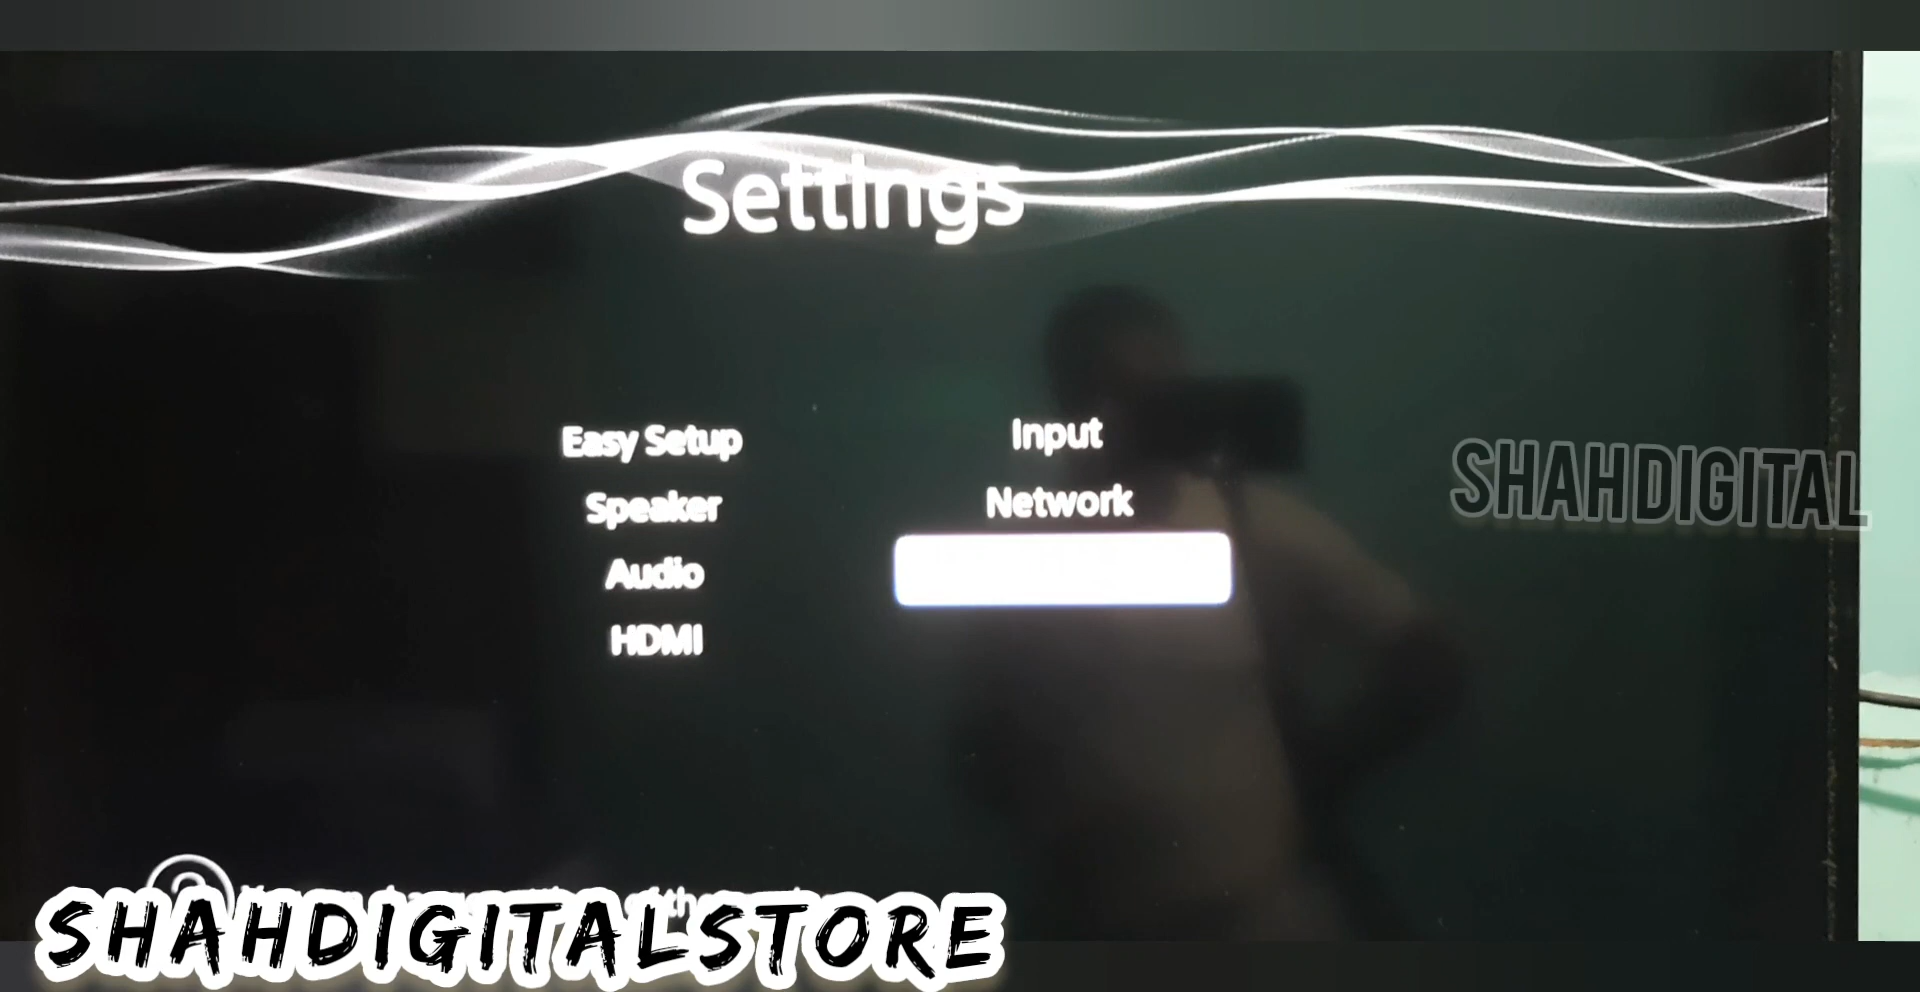 Settings
Easy Setup
Input
Speaker
Network
Audio
HDMI
SHAHDIGITAL
SHAHDIGITALSTORE